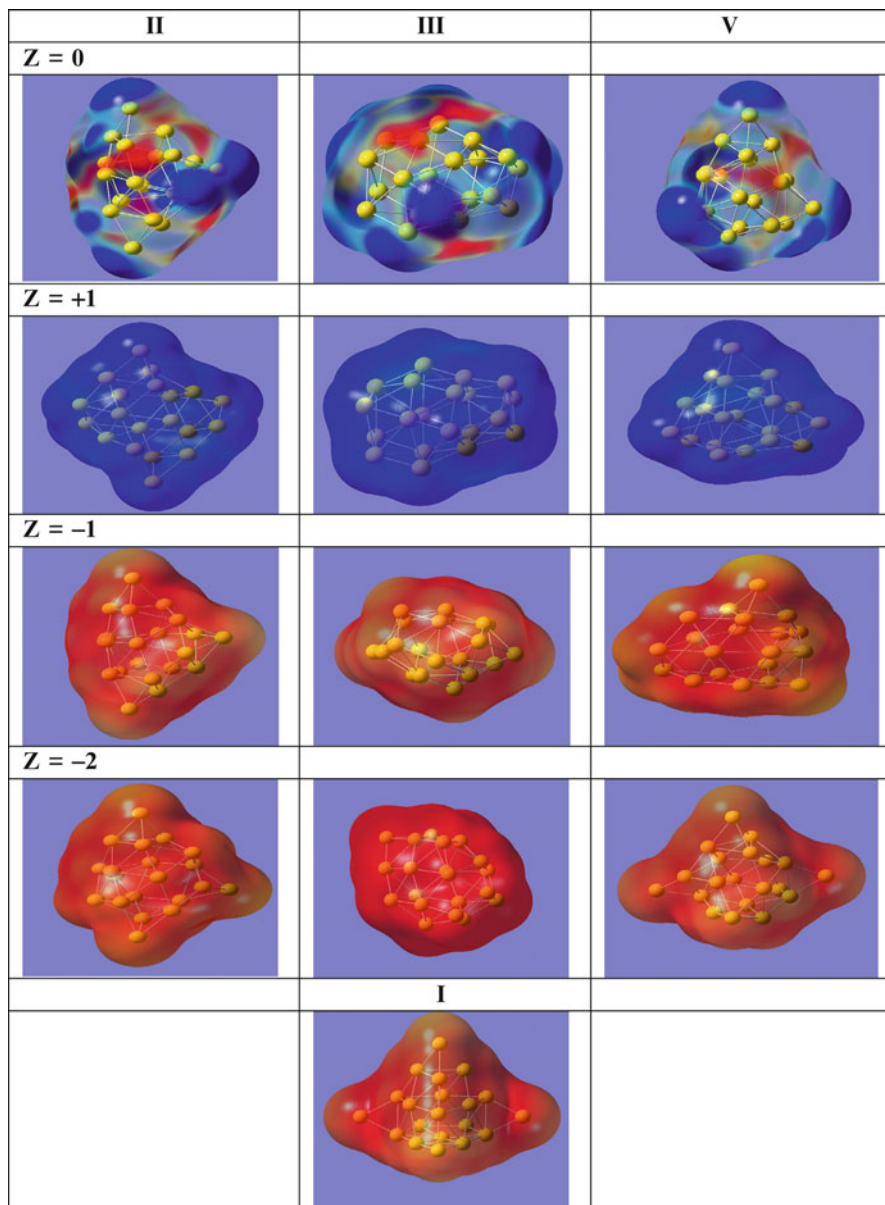 II III V
Z = 0
Z = +1
Z = –1
Z = –2
I